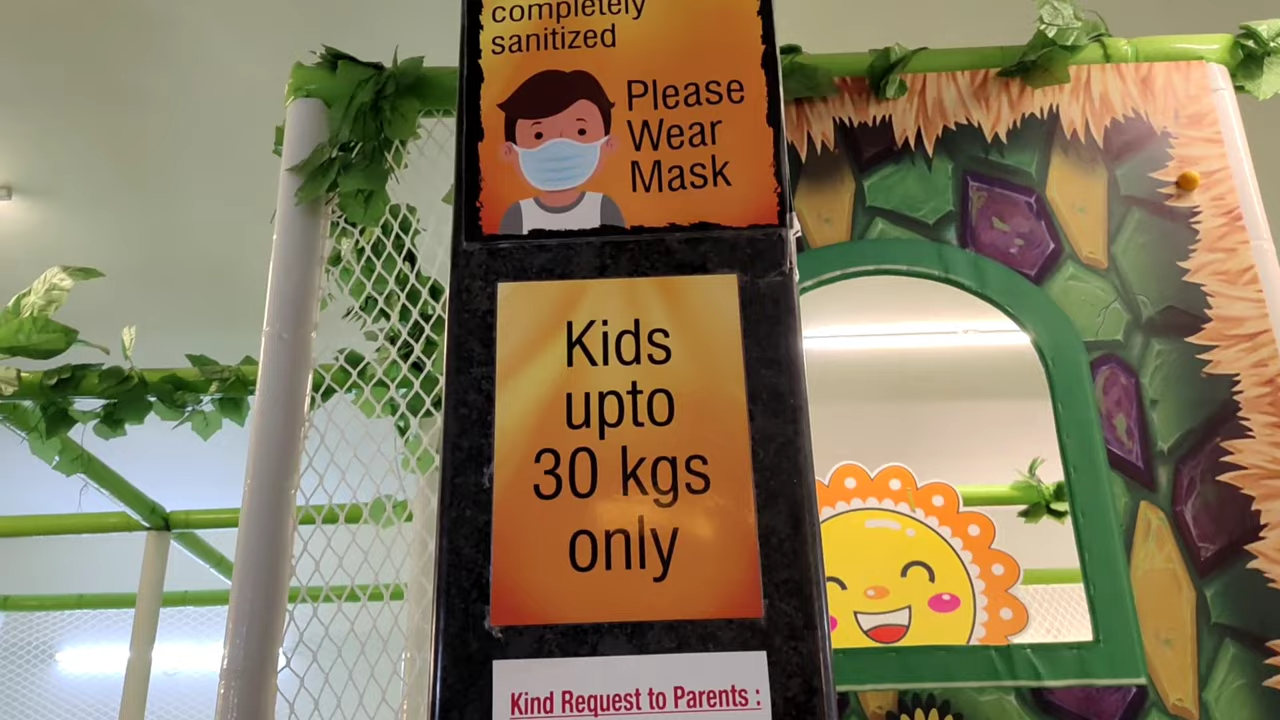 completely
sanitized
Please
Wear
Mask
Kids
upto
30 kgs
only
Kind Request to Parents :